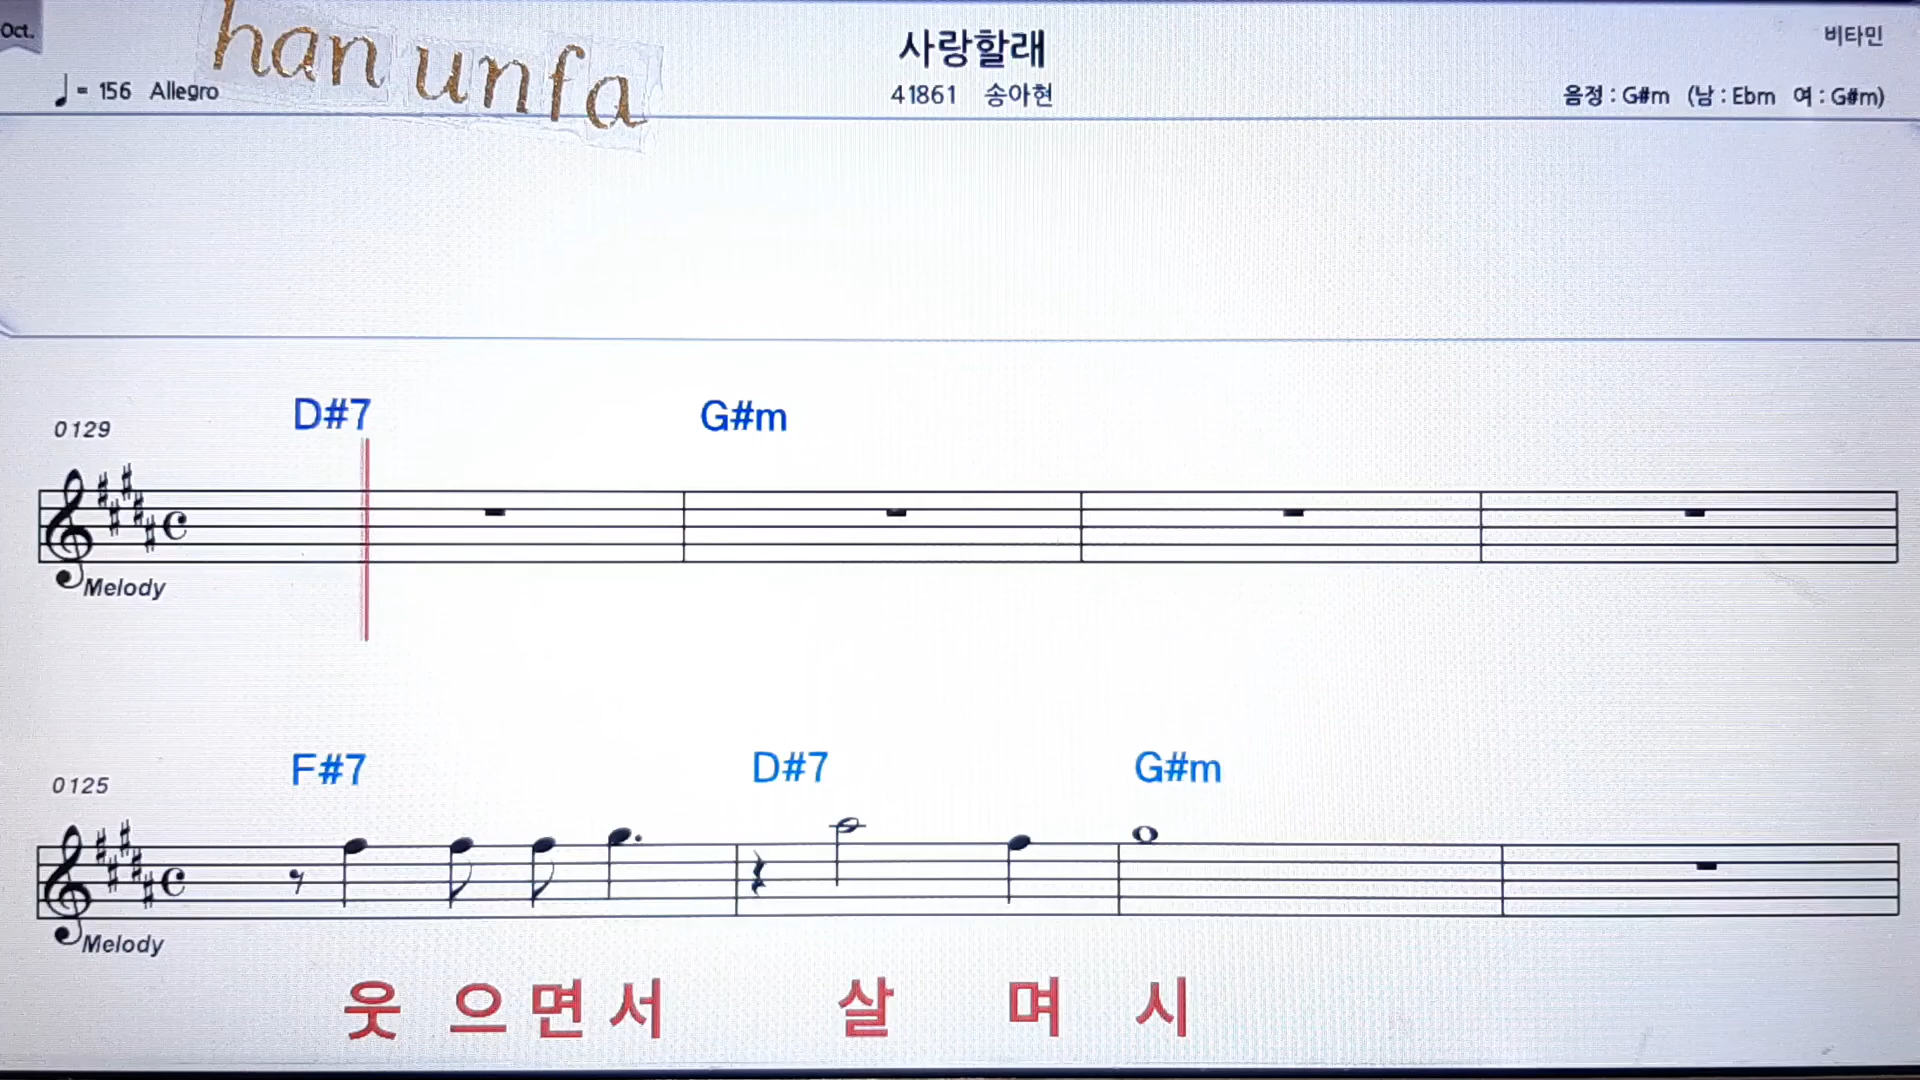 Oct.
han unfa
사랑할래
비타민
♩= 156 Allegro
41861 송아현
음정 : G#m (남 : Ebm 여 : G#m)
D#7 G#m
0129
Melody
F#7 D#7 G#m
0125
Melody
웃 으 면 서 살 며 시